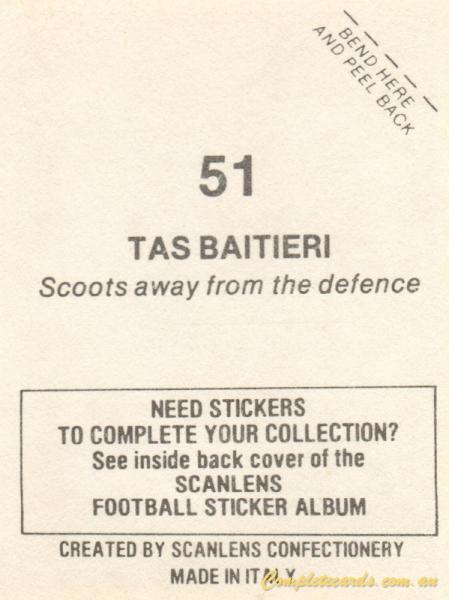 BEND HERE
AND PEEL BACK
51
TAS BAITIERI
Scoots away from the defence
NEED STICKERS
TO COMPLETE YOUR COLLECTION?
See inside back cover of the
SCANLENS
FOOTBALL STICKER ALBUM
CREATED BY SCANLENS CONFECTIONERY
MADE IN ITALY
Completecards.com.au